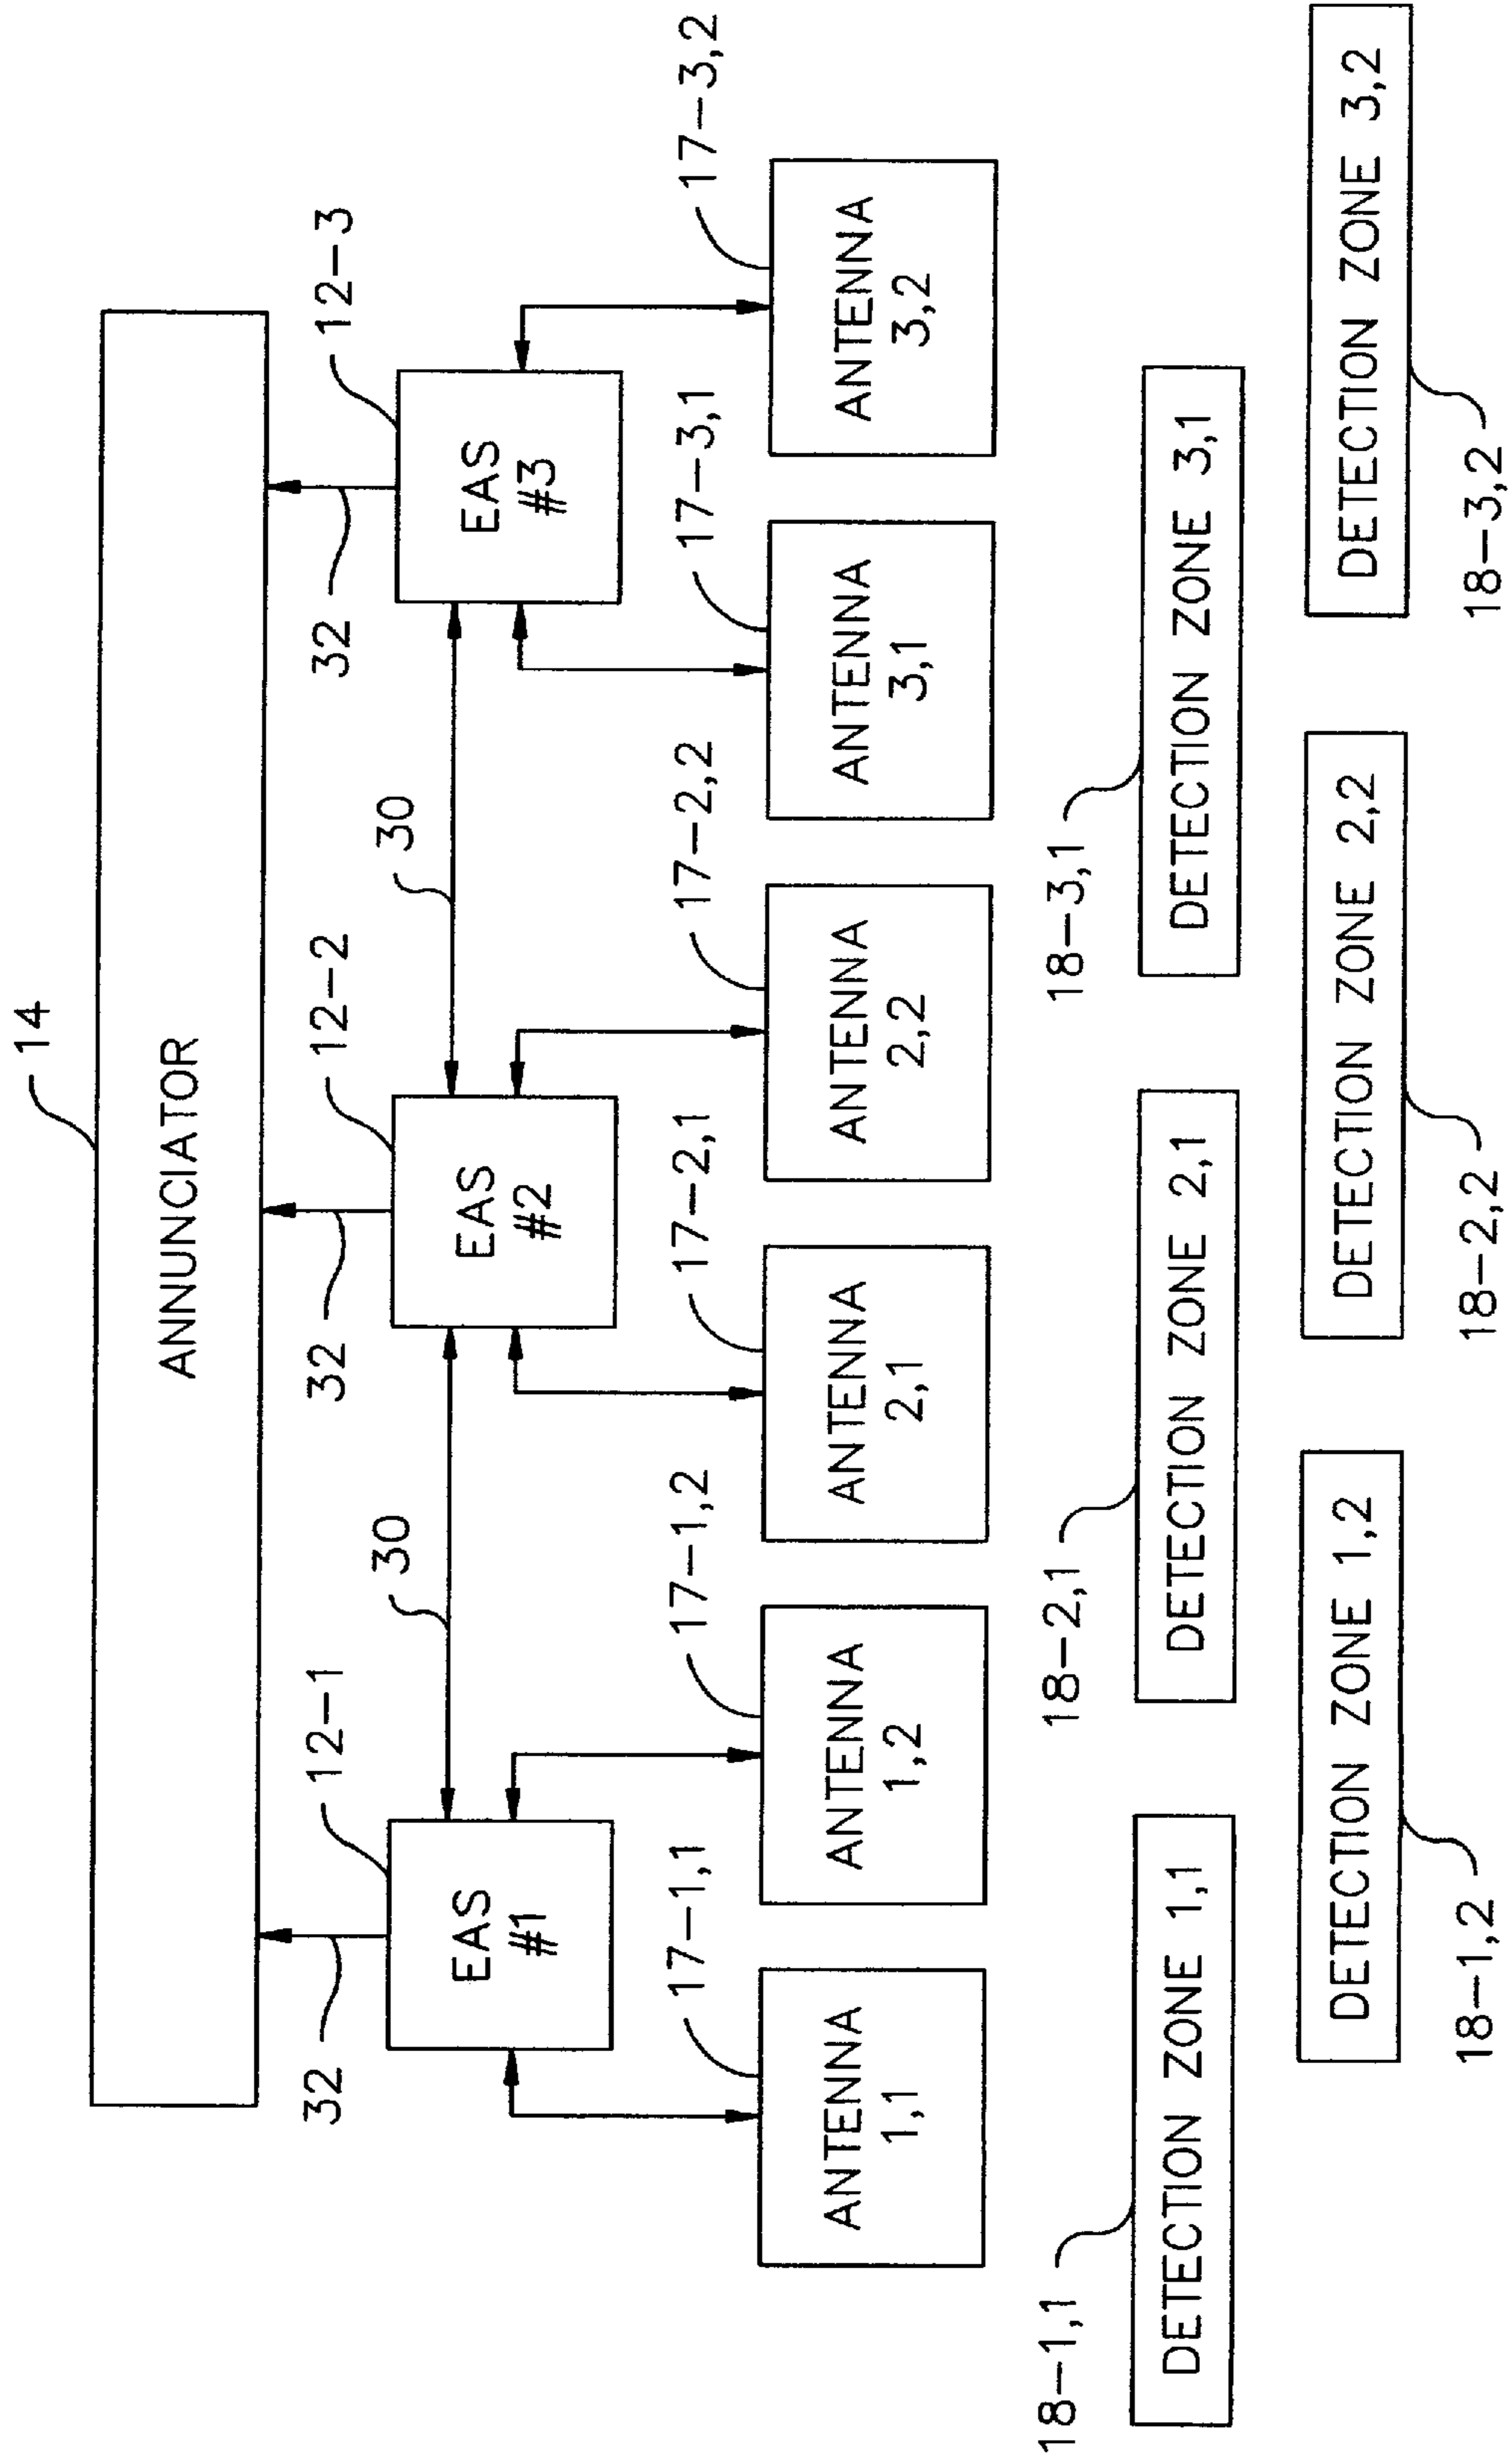 14
ANNUNCIATOR
32
32
32
12-1
12-2
12-3
30
30
EAS
#1
EAS
#2
EAS
#3
17-1,1
17-1,2
17-2,1
17-2,2
17-3,1
17-3,2
ANTENNA
1,1
ANTENNA
1,2
ANTENNA
2,1
ANTENNA
2,2
ANTENNA
3,1
ANTENNA
3,2
18-1,1
18-2,1
18-3,1
DETECTION ZONE 1,1
DETECTION ZONE 2,1
DETECTION ZONE 3,1
DETECTION ZONE 1,2
DETECTION ZONE 2,2
DETECTION ZONE 3,2
18-1,2
18-2,2
18-3,2